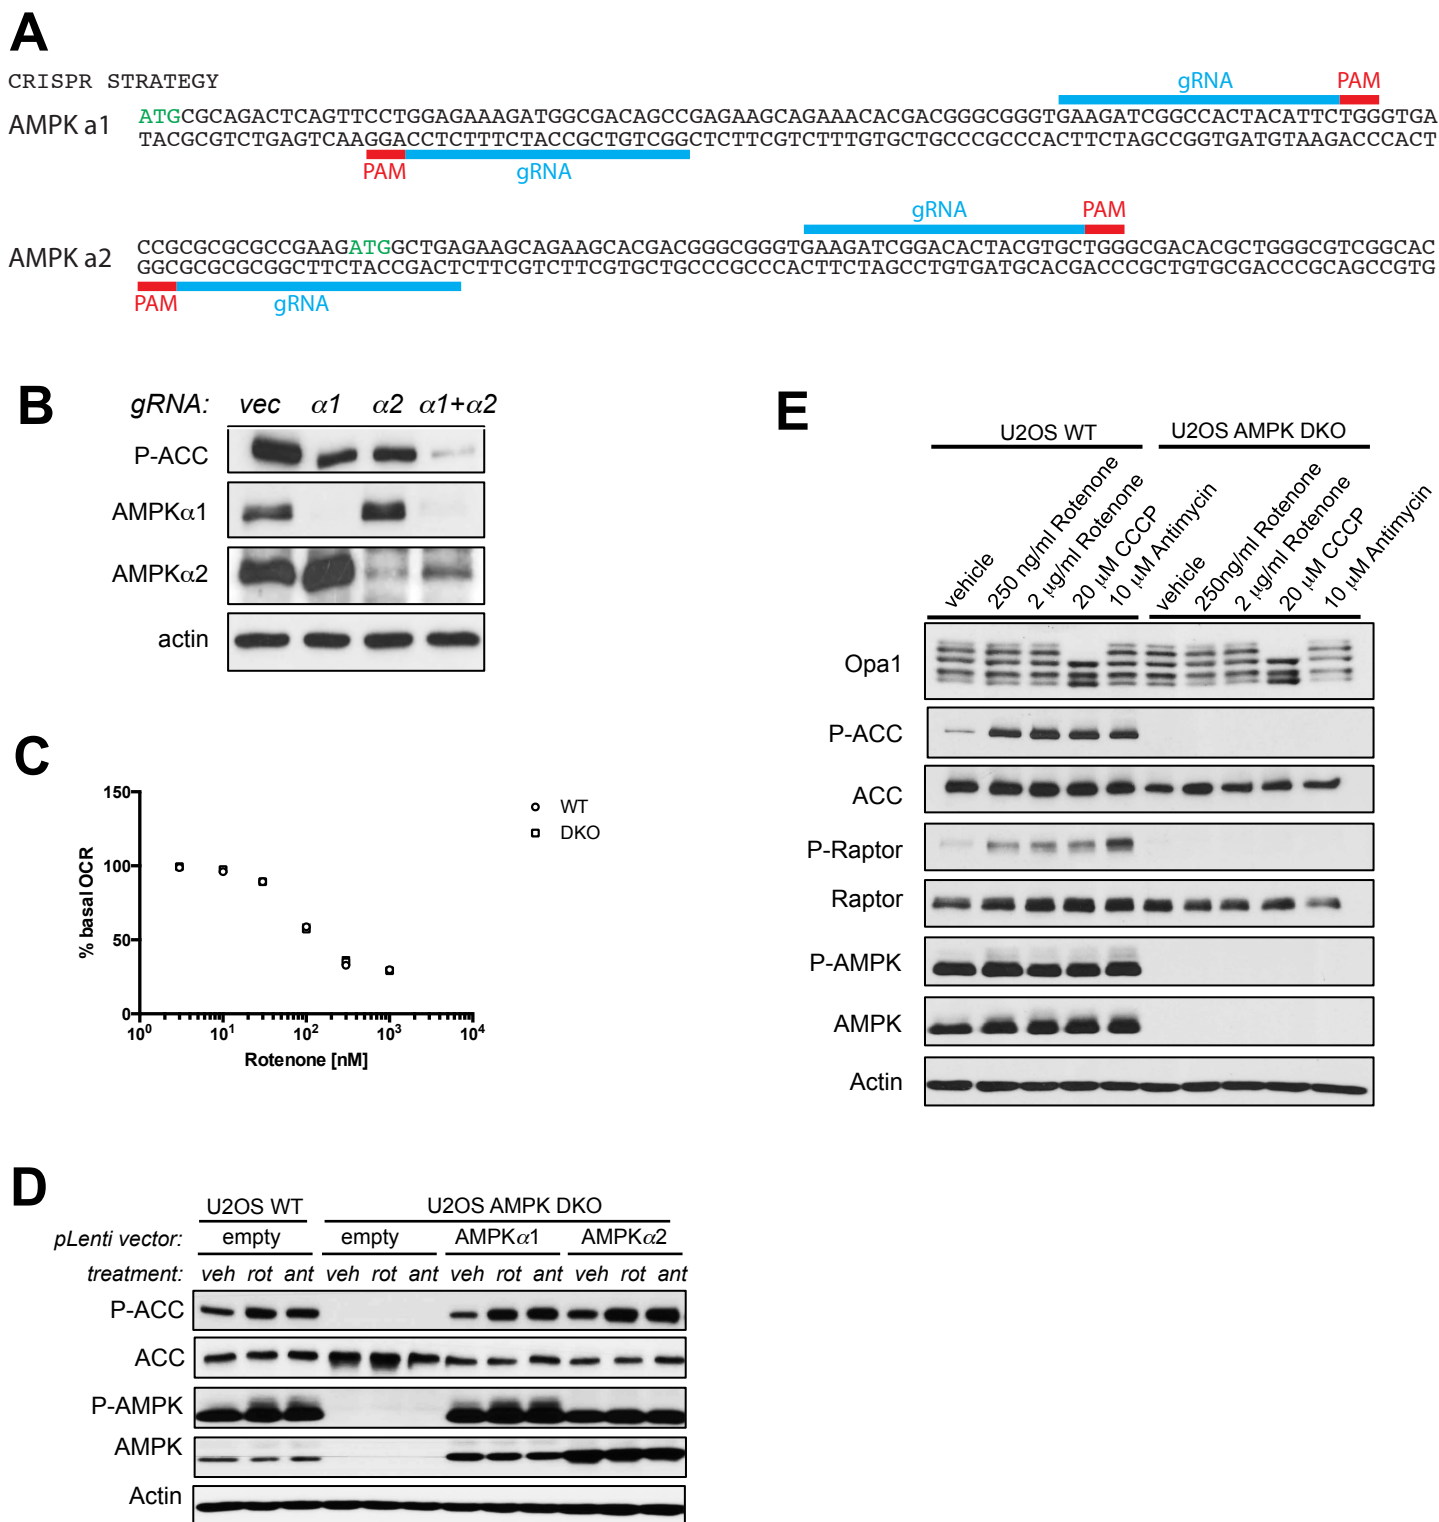 A
CRISPR STRATEGY
gRNA PAM
AMPK a1
ATGCGCAGACTCAGTTCCTGGAGAAAGATGGCGACAGCCGAGAAGCAGAAACACGACGGGCGGGTGAAGATCGGCCACTACATTCTGGGTGA
TACGCGTCTGAGTCAAGGACCTCTTTCTACCGCTGTCGGCTCTTCGTCTTTGTGCTGCCCGCCCACTTCTAGCCGGTGATGTAAGACCCACT
PAM gRNA
gRNA PAM
AMPK a2
CCGCGCGCGCCGAAGATGGCTGAGAAGCAGAAGCACGACGGGCGGGTGAAGATCGGACACTACGTGCTGGGCGACACGCTGGGCGTCGGCAC
GGCGCGCGCGGCTTCTACCGACTCTTCGTCTTCGTGCTGCCCGCCCACTTCTAGCCTGTGATGCACGACCCGCTGTGCGACCCGCAGCCGTG
PAM gRNA
B
gRNA: vec α1 α2 α1+α2
P-ACC
AMPKα1
AMPKα2
actin
C
150
100
50
0
% basal OCR
10⁰ 10¹ 10² 10³ 10⁴
Rotenone [nM]
WT
DKO
D
U2OS WT U2OS AMPK DKO
pLenti vector: empty empty AMPKα1 AMPKα2
treatment: veh rot ant veh rot ant veh rot ant veh rot ant
P-ACC
ACC
P-AMPK
AMPK
Actin
E
U2OS WT U2OS AMPK DKO
vehicle
250 ng/ml Rotenone
2 µg/ml Rotenone
20 µM CCCP
10 µM Antimycin
vehicle
250ng/ml Rotenone
2 µg/ml Rotenone
20 µM CCCP
10 µM Antimycin
Opa1
P-ACC
ACC
P-Raptor
Raptor
P-AMPK
AMPK
Actin